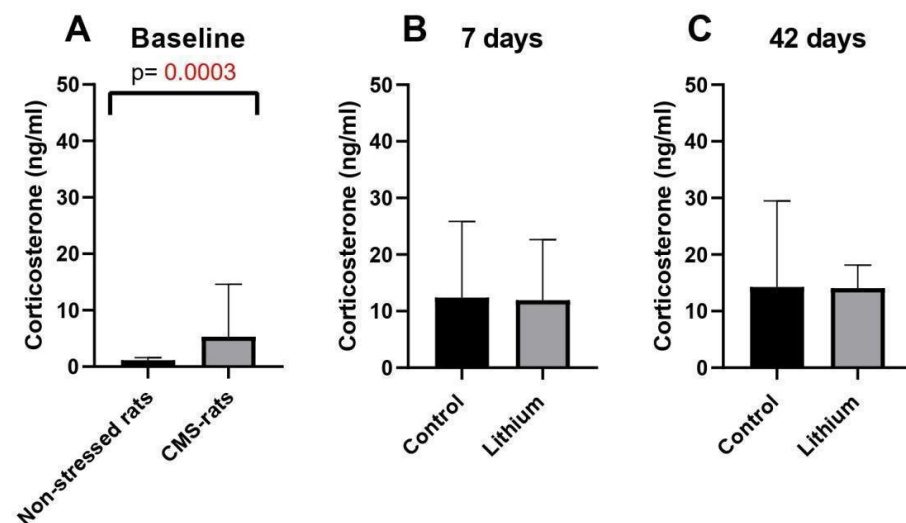 A
Baseline
p= 0.0003
Corticosterone (ng/ml)
50
40
30
20
10
0
Non-stressed rats
CMS-rats
B
7 days
Corticosterone (ng/ml)
50
40
30
20
10
0
Control
Lithium
C
42 days
Corticosterone (ng/ml)
50
40
30
20
10
0
Control
Lithium